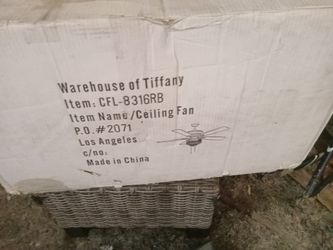 Warehouse of Tiffany
Item: CFL-8316RB
Item Name/Ceiling Fan
P.O.#2071
Los Angeles
c/no:
Made in China